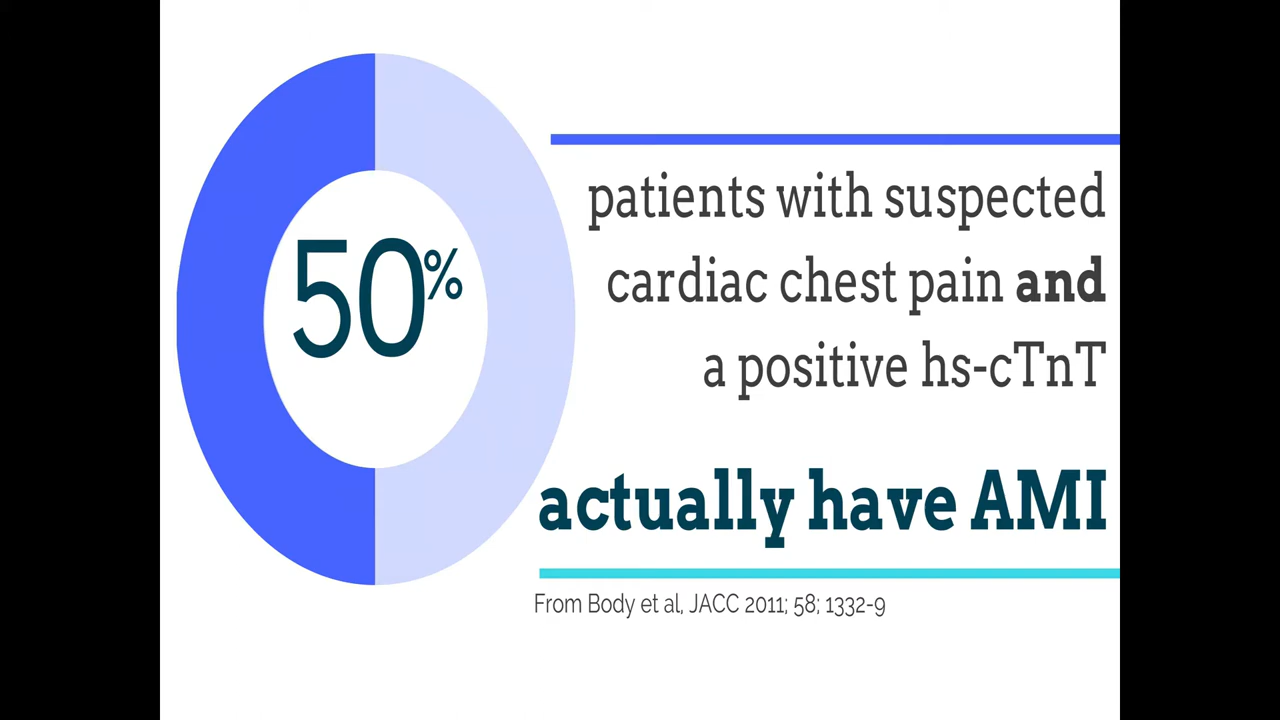 50%
patients with suspected
cardiac chest pain and
a positive hs-cTnT
actually have AMI
From Body et al, JACC 2011; 58; 1332-9